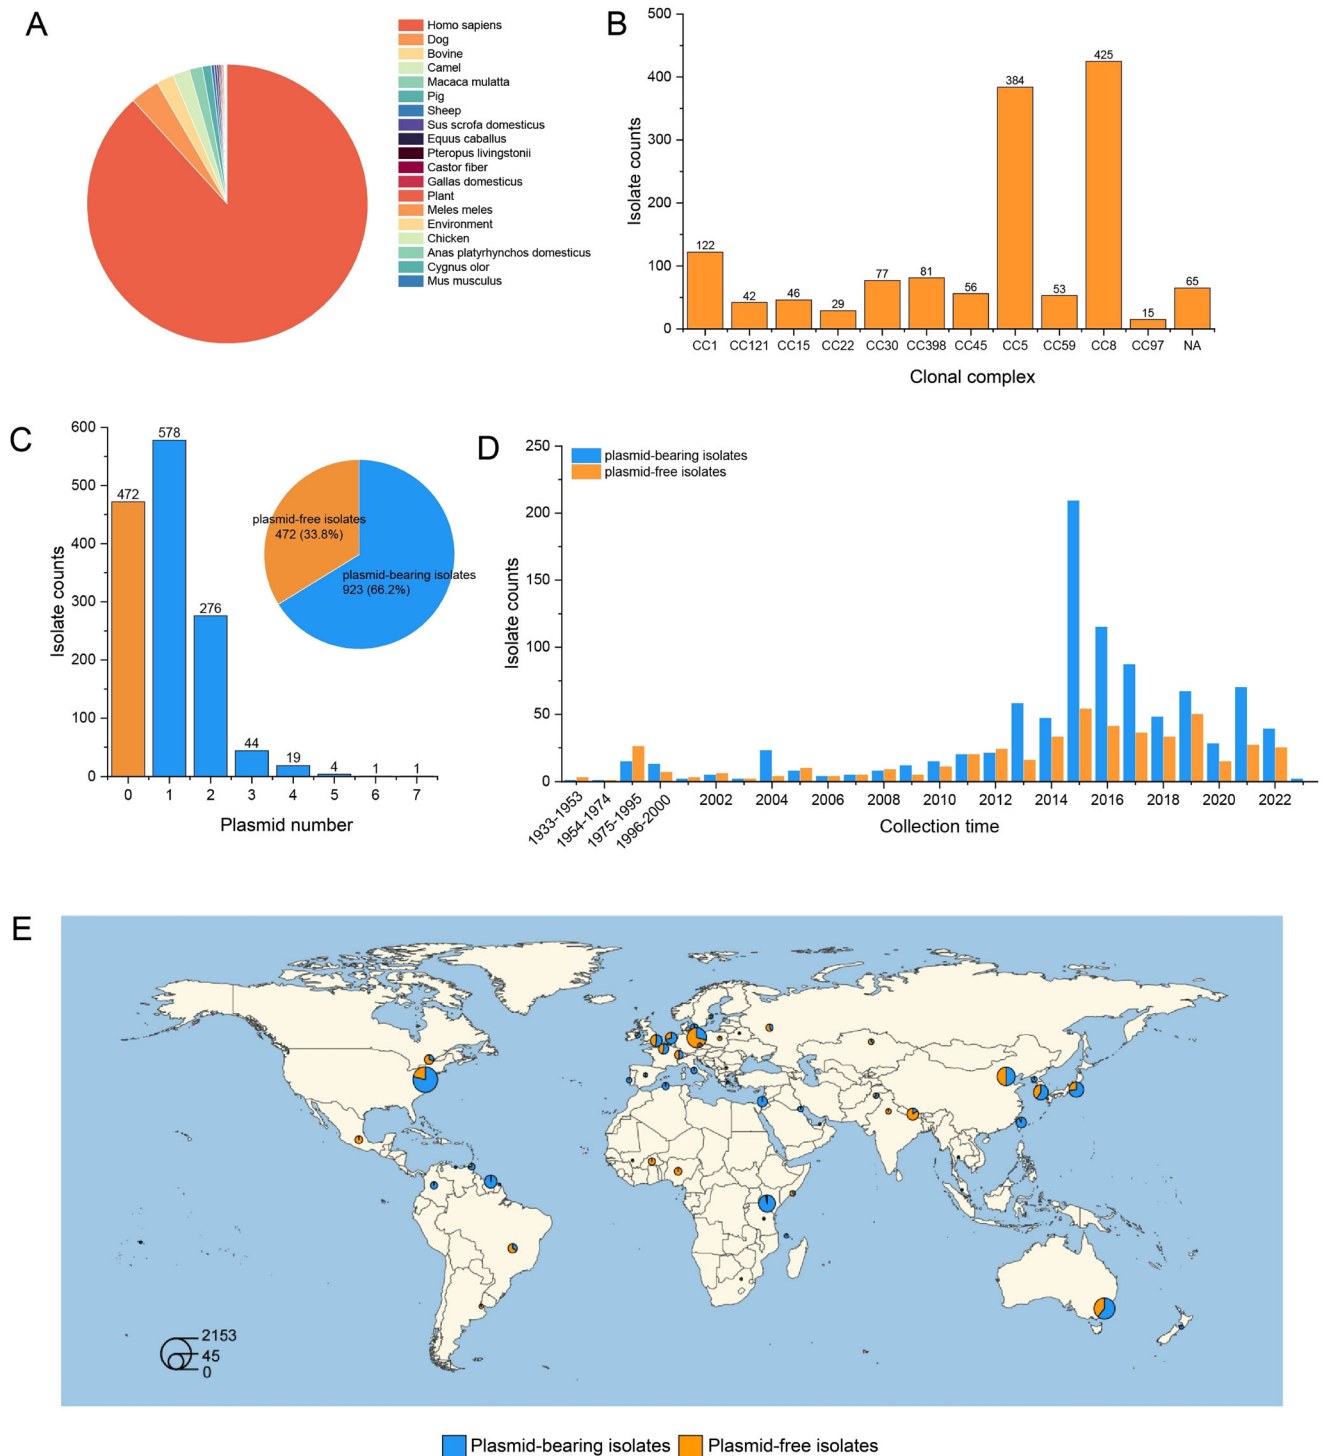 A
Homo sapiens
Dog
Bovine
Camel
Macaca mulatta
Pig
Sheep
Sus scrofa domesticus
Equus caballus
Pteropus livingstonii
Castor fiber
Gallas domesticus
Plant
Meles meles
Environment
Chicken
Anas platyrhynchos domesticus
Cygnus olor
Mus musculus
B
Isolate counts
500
400
300
200
100
0
122
42
46
29
77
81
56
384
53
425
15
65
CC1 CC121 CC15 CC22 CC30 CC398 CC45 CC5 CC59 CC8 CC97 NA
Clonal complex
C
Isolate counts
600
500
400
300
200
100
0
472
578
276
44
19
4
1
1
0 1 2 3 4 5 6 7
Plasmid number
plasmid-free isolates
472 (33.8%)
plasmid-bearing isolates
923 (66.2%)
D
plasmid-bearing isolates
plasmid-free isolates
Isolate counts
250
200
150
100
50
0
1933-1953
1954-1974
1975-1995
1996-2000
2002 2004 2006 2008 2010 2012 2014 2016 2018 2020 2022
Collection time
E
2153
45
0
Plasmid-bearing isolates Plasmid-free isolates